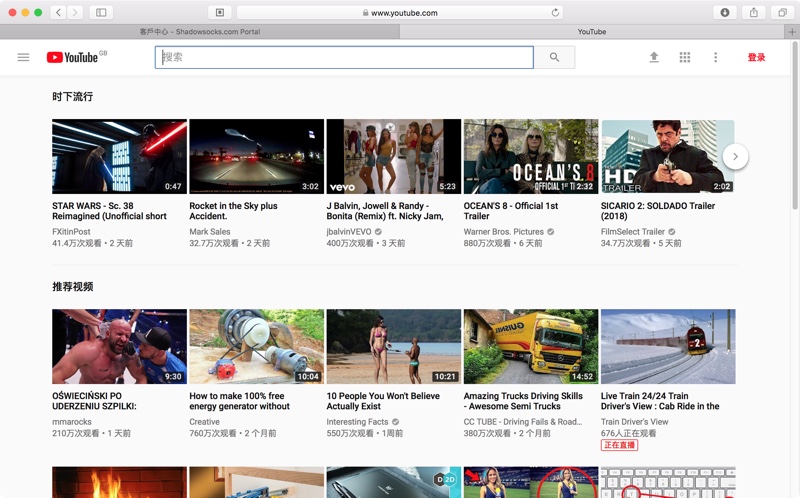 www.youtube.com
客戶中心 - Shadowsocks.com Portal
YouTube
YouTube GB
搜索
登录
时下流行
0:47
3:02
vevo
5:23
OCEAN'S 8
OFFICIAL 1st TI
2:32
HD
TRAILER
2:02
STAR WARS - Sc. 38
Reimagined (Unofficial short
FXitinPost
41.4万次观看 • 2 天前
Rocket in the Sky plus
Accident.
Mark Sales
32.7万次观看 • 2 天前
J Balvin, Jowell & Randy -
Bonita (Remix) ft. Nicky Jam,
jbalvinVEVO
400万次观看 • 3 天前
OCEAN'S 8 - Official 1st
Trailer
Warner Bros. Pictures
880万次观看 • 6 天前
SICARIO 2: SOLDADO Trailer
(2018)
FilmSelect Trailer
34.7万次观看 • 5 天前
推荐视频
9:30
10:04
10:21
14:52
2
OŚWIĘCIŃSKI PO
UDERZENIU SZPILKI:
mmarocks
210万次观看 • 1 天前
How to make 100% free
energy generator without
Creative
760万次观看 • 2 个月前
10 People You Won't Believe
Actually Exist
Interesting Facts
550万次观看 • 1周前
Amazing Trucks Driving Skills
- Awesome Semi Trucks
CC TUBE - Driving Fails & Road...
380万次观看 • 2 个月前
Live Train 24/24 Train
Driver's View : Cab Ride in the
Train Driver's View
676人正在观看
正在直播